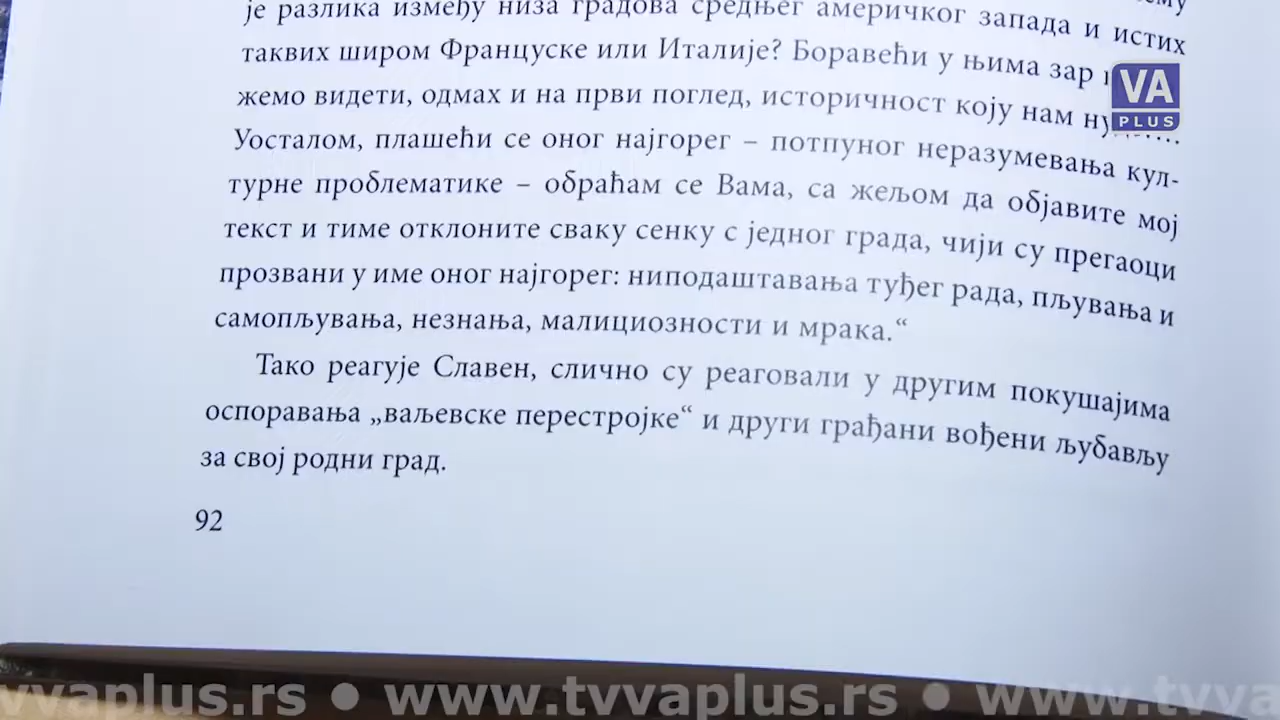 је разлика између низа градова средњег америчког запада и истих
таквих широм Француске или Италије? Боравећи у њима зар
жемо видети, одмах и на први поглед, историчност коју нам
Уосталом, плашећи се оног најгорег – потпуног неразумевања кул-
турне проблематике – обраћам се Вама, са жељом да објавите мој
текст и тиме отклоните сваку сенку с једног града, чији су прегаоци
прозвани у име оног најгорег: ниподаштавања туђег рада, пљувања и
самопљувања, незнања, малициозности и мрака.“
Тако реагује Славен, слично су реаговали у другим покушајима
оспоравања „ваљевске перестројке“ и други грађани вођени љубављу
за свој родни град.
92
VA
PLUS
vvaplus.rs ● www.tvvaplus.rs ● www.tvva